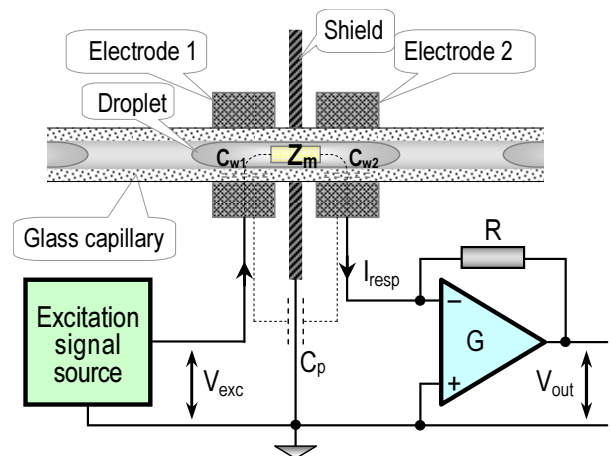 Shield
Electrode 1
Electrode 2
Droplet
Cw1
Zm
Cw2
Glass capillary
R
Iresp
Excitation
signal
source
Vexc
Cp
−
G
+
Vout